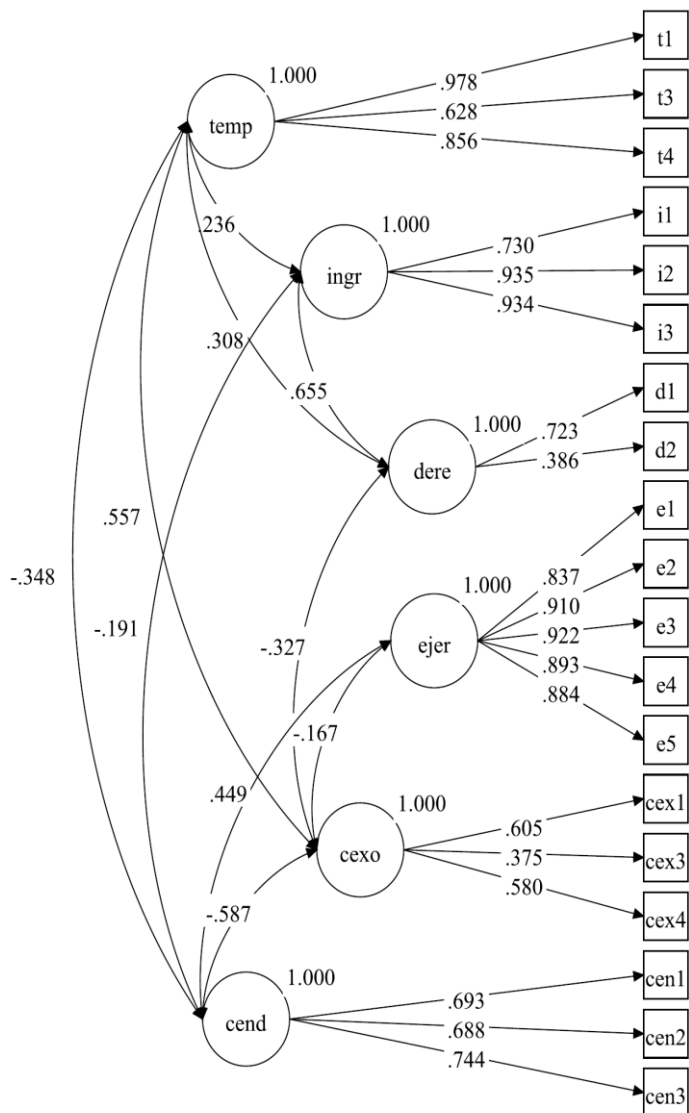 t1
1.000
.978
t3
temp
.628
.856
t4
i1
.236
1.000
.730
i2
ingr
.935
.934
i3
.308
.655
d1
1.000
.723
d2
dere
.386
e1
.557
.837
e2
-.348
1.000
.910
e3
-.191
ejer
.922
-.327
.893
e4
.884
-.167
e5
.449
1.000
cex1
.605
cexo
.375
cex3
.580
-.587
cex4
1.000
cen1
.693
cend
.688
cen2
.744
cen3